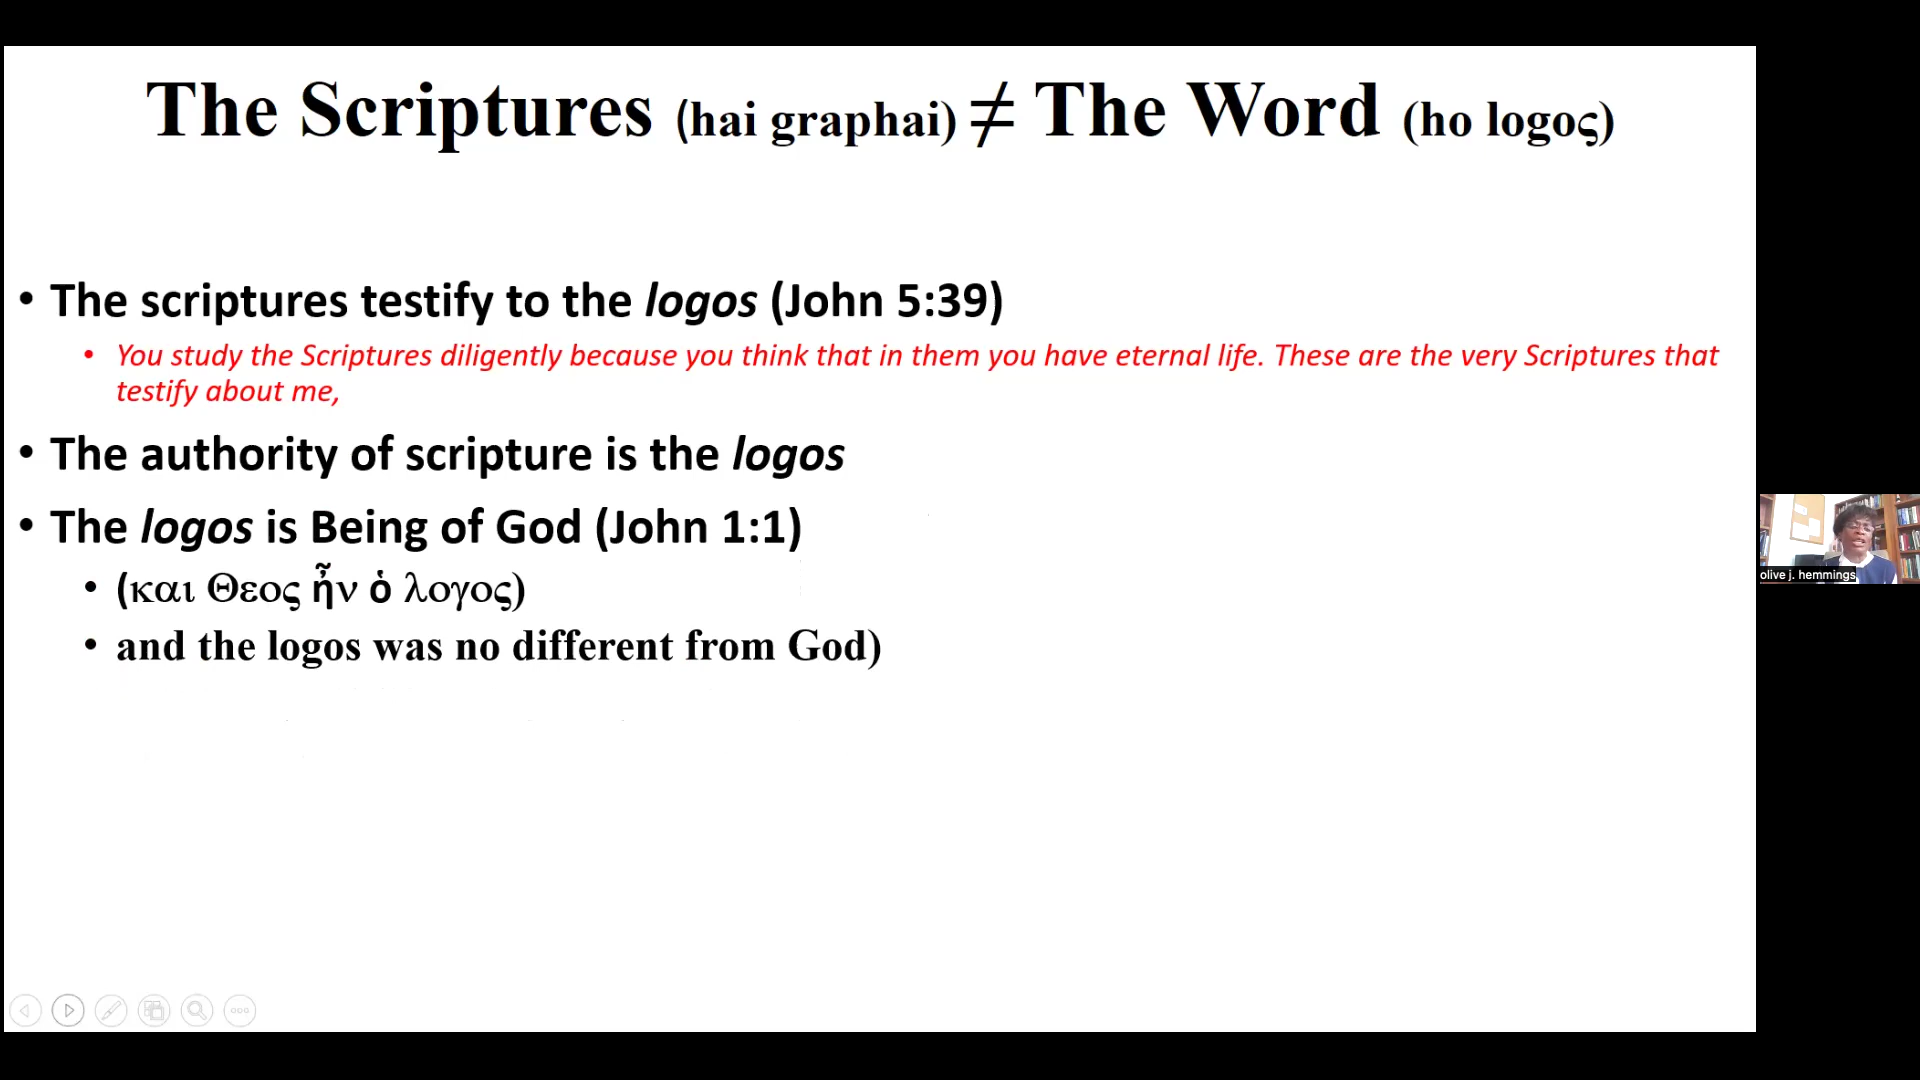 The Scriptures (hai graphai) ≠ The Word (ho logoς)
• The scriptures testify to the logos (John 5:39)
• You study the Scriptures diligently because you think that in them you have eternal life. These are the very Scriptures that
testify about me,
• The authority of scripture is the logos
• The logos is Being of God (John 1:1)
• (και Θεος ἦν ὁ λογος)
• and the logos was no different from God)
olive j. hemmings